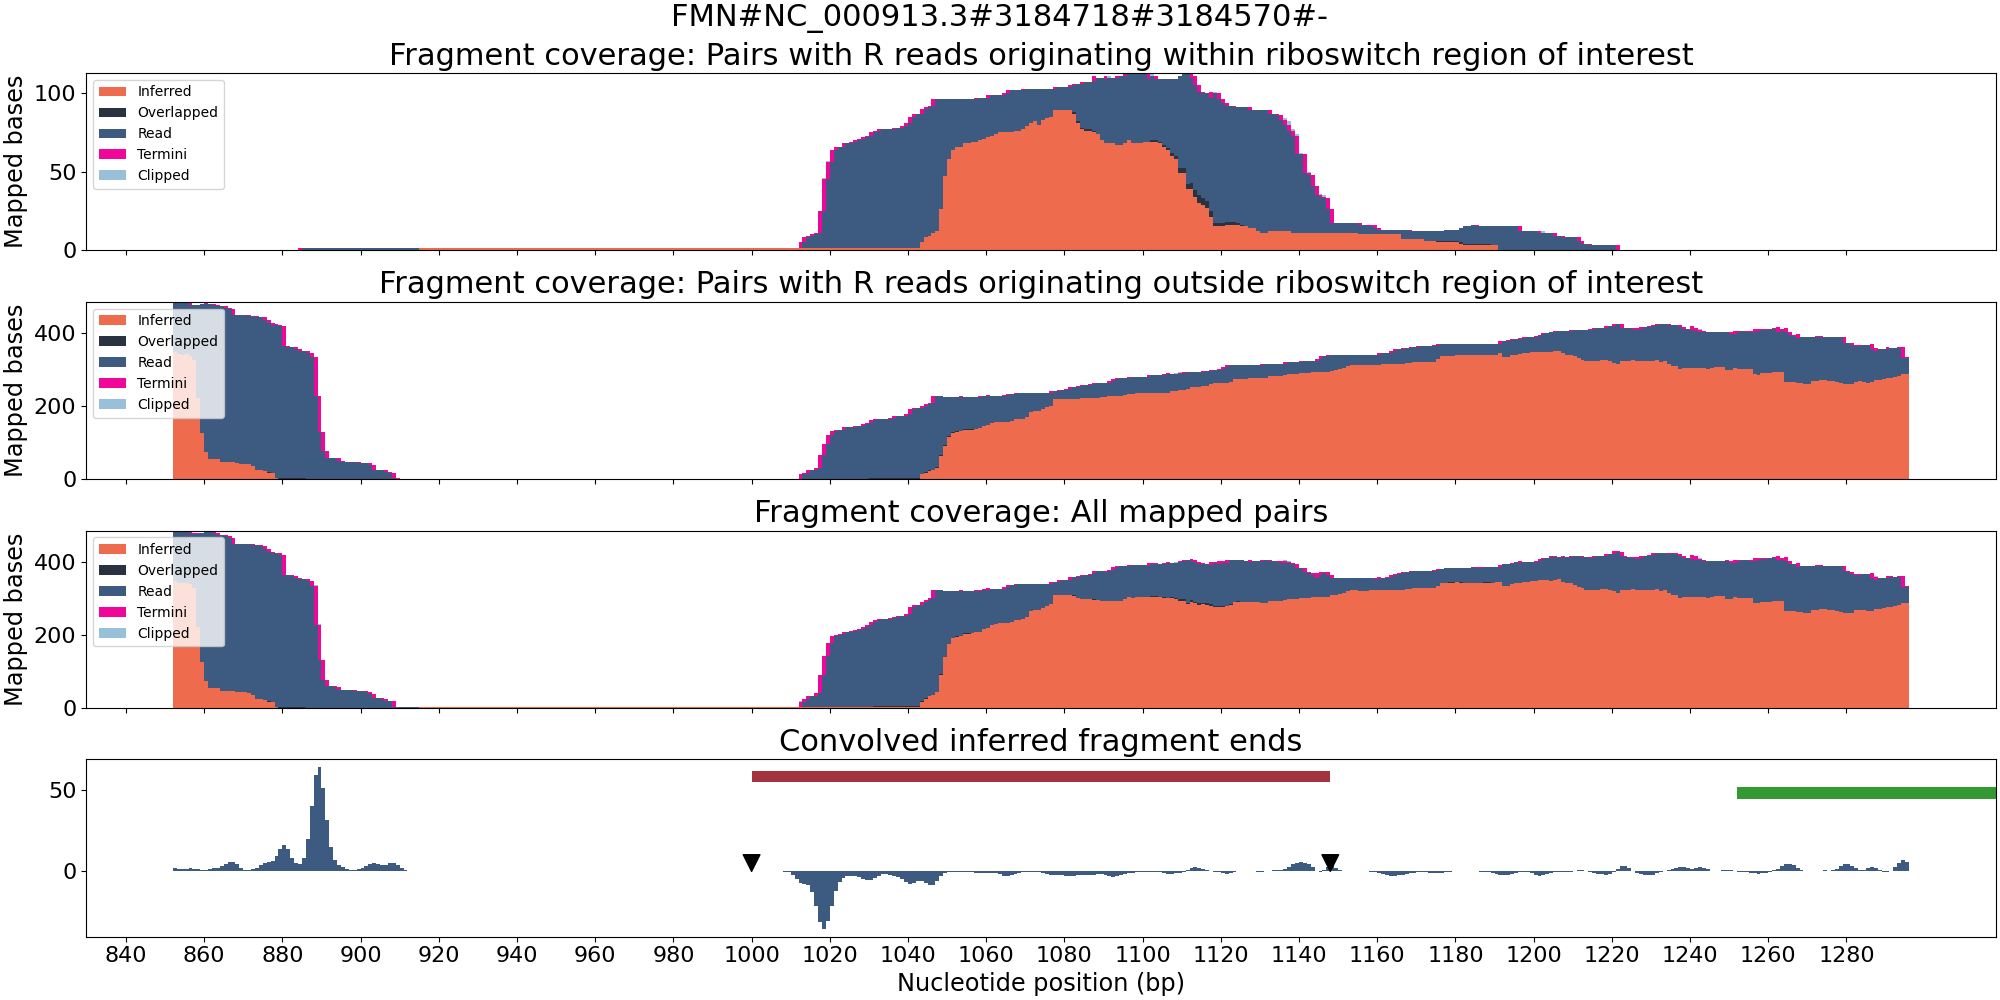 FMN#NC_000913.3#3184718#3184570#-
Fragment coverage: Pairs with R reads originating within riboswitch region of interest
Mapped bases
100
50
0
Inferred
Overlapped
Read
Termini
Clipped
Fragment coverage: Pairs with R reads originating outside riboswitch region of interest
Mapped bases
400
200
0
Inferred
Overlapped
Read
Termini
Clipped
Fragment coverage: All mapped pairs
Mapped bases
400
200
0
Inferred
Overlapped
Read
Termini
Clipped
Convolved inferred fragment ends
50
0
840 860 880 900 920 940 960 980 1000 1020 1040 1060 1080 1100 1120 1140 1160 1180 1200 1220 1240 1260 1280
Nucleotide position (bp)